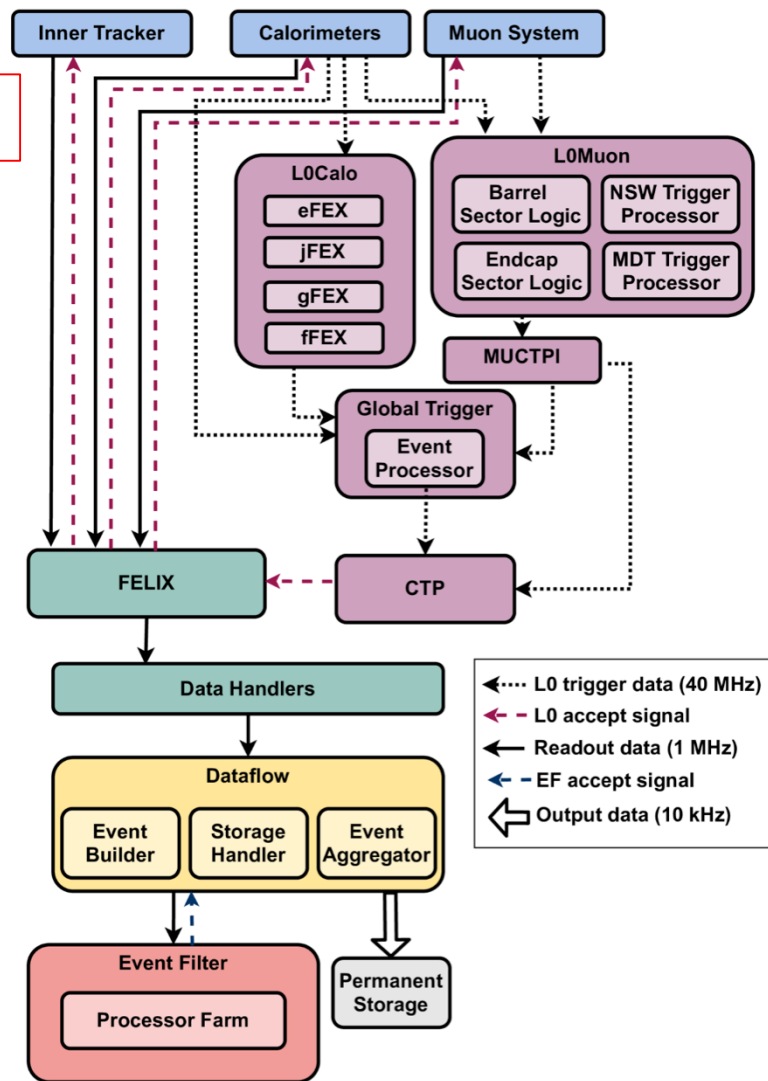 Inner Tracker
Calorimeters
Muon System
L0Calo
eFEX
jFEX
gFEX
fFEX
L0Muon
Barrel
Sector Logic
NSW Trigger
Processor
Endcap
Sector Logic
MDT Trigger
Processor
MUCTPI
Global Trigger
Event
Processor
FELIX
CTP
Data Handlers
L0 trigger data (40 MHz)
L0 accept signal
Readout data (1 MHz)
EF accept signal
Output data (10 kHz)
Dataflow
Event
Builder
Storage
Handler
Event
Aggregator
Event Filter
Processor Farm
Permanent
Storage